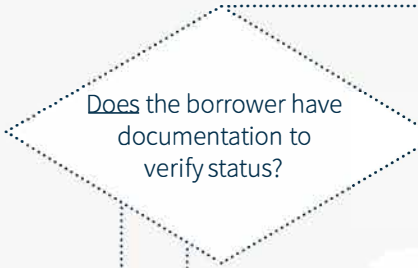 Does the borrower have
documentation to
verify status?